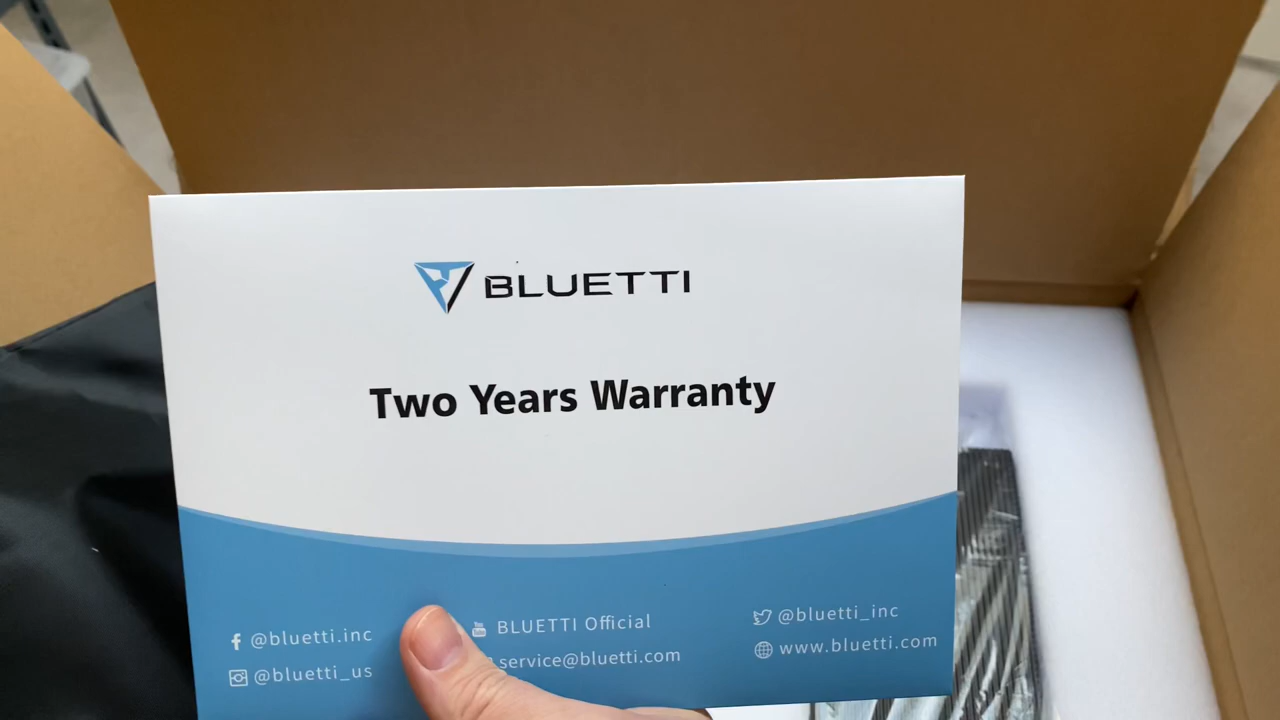 BLUETTI
Two Years Warranty
@bluetti.inc
BLUETTI Official
@bluetti_inc
@bluetti_us
service@bluetti.com
www.bluetti.com